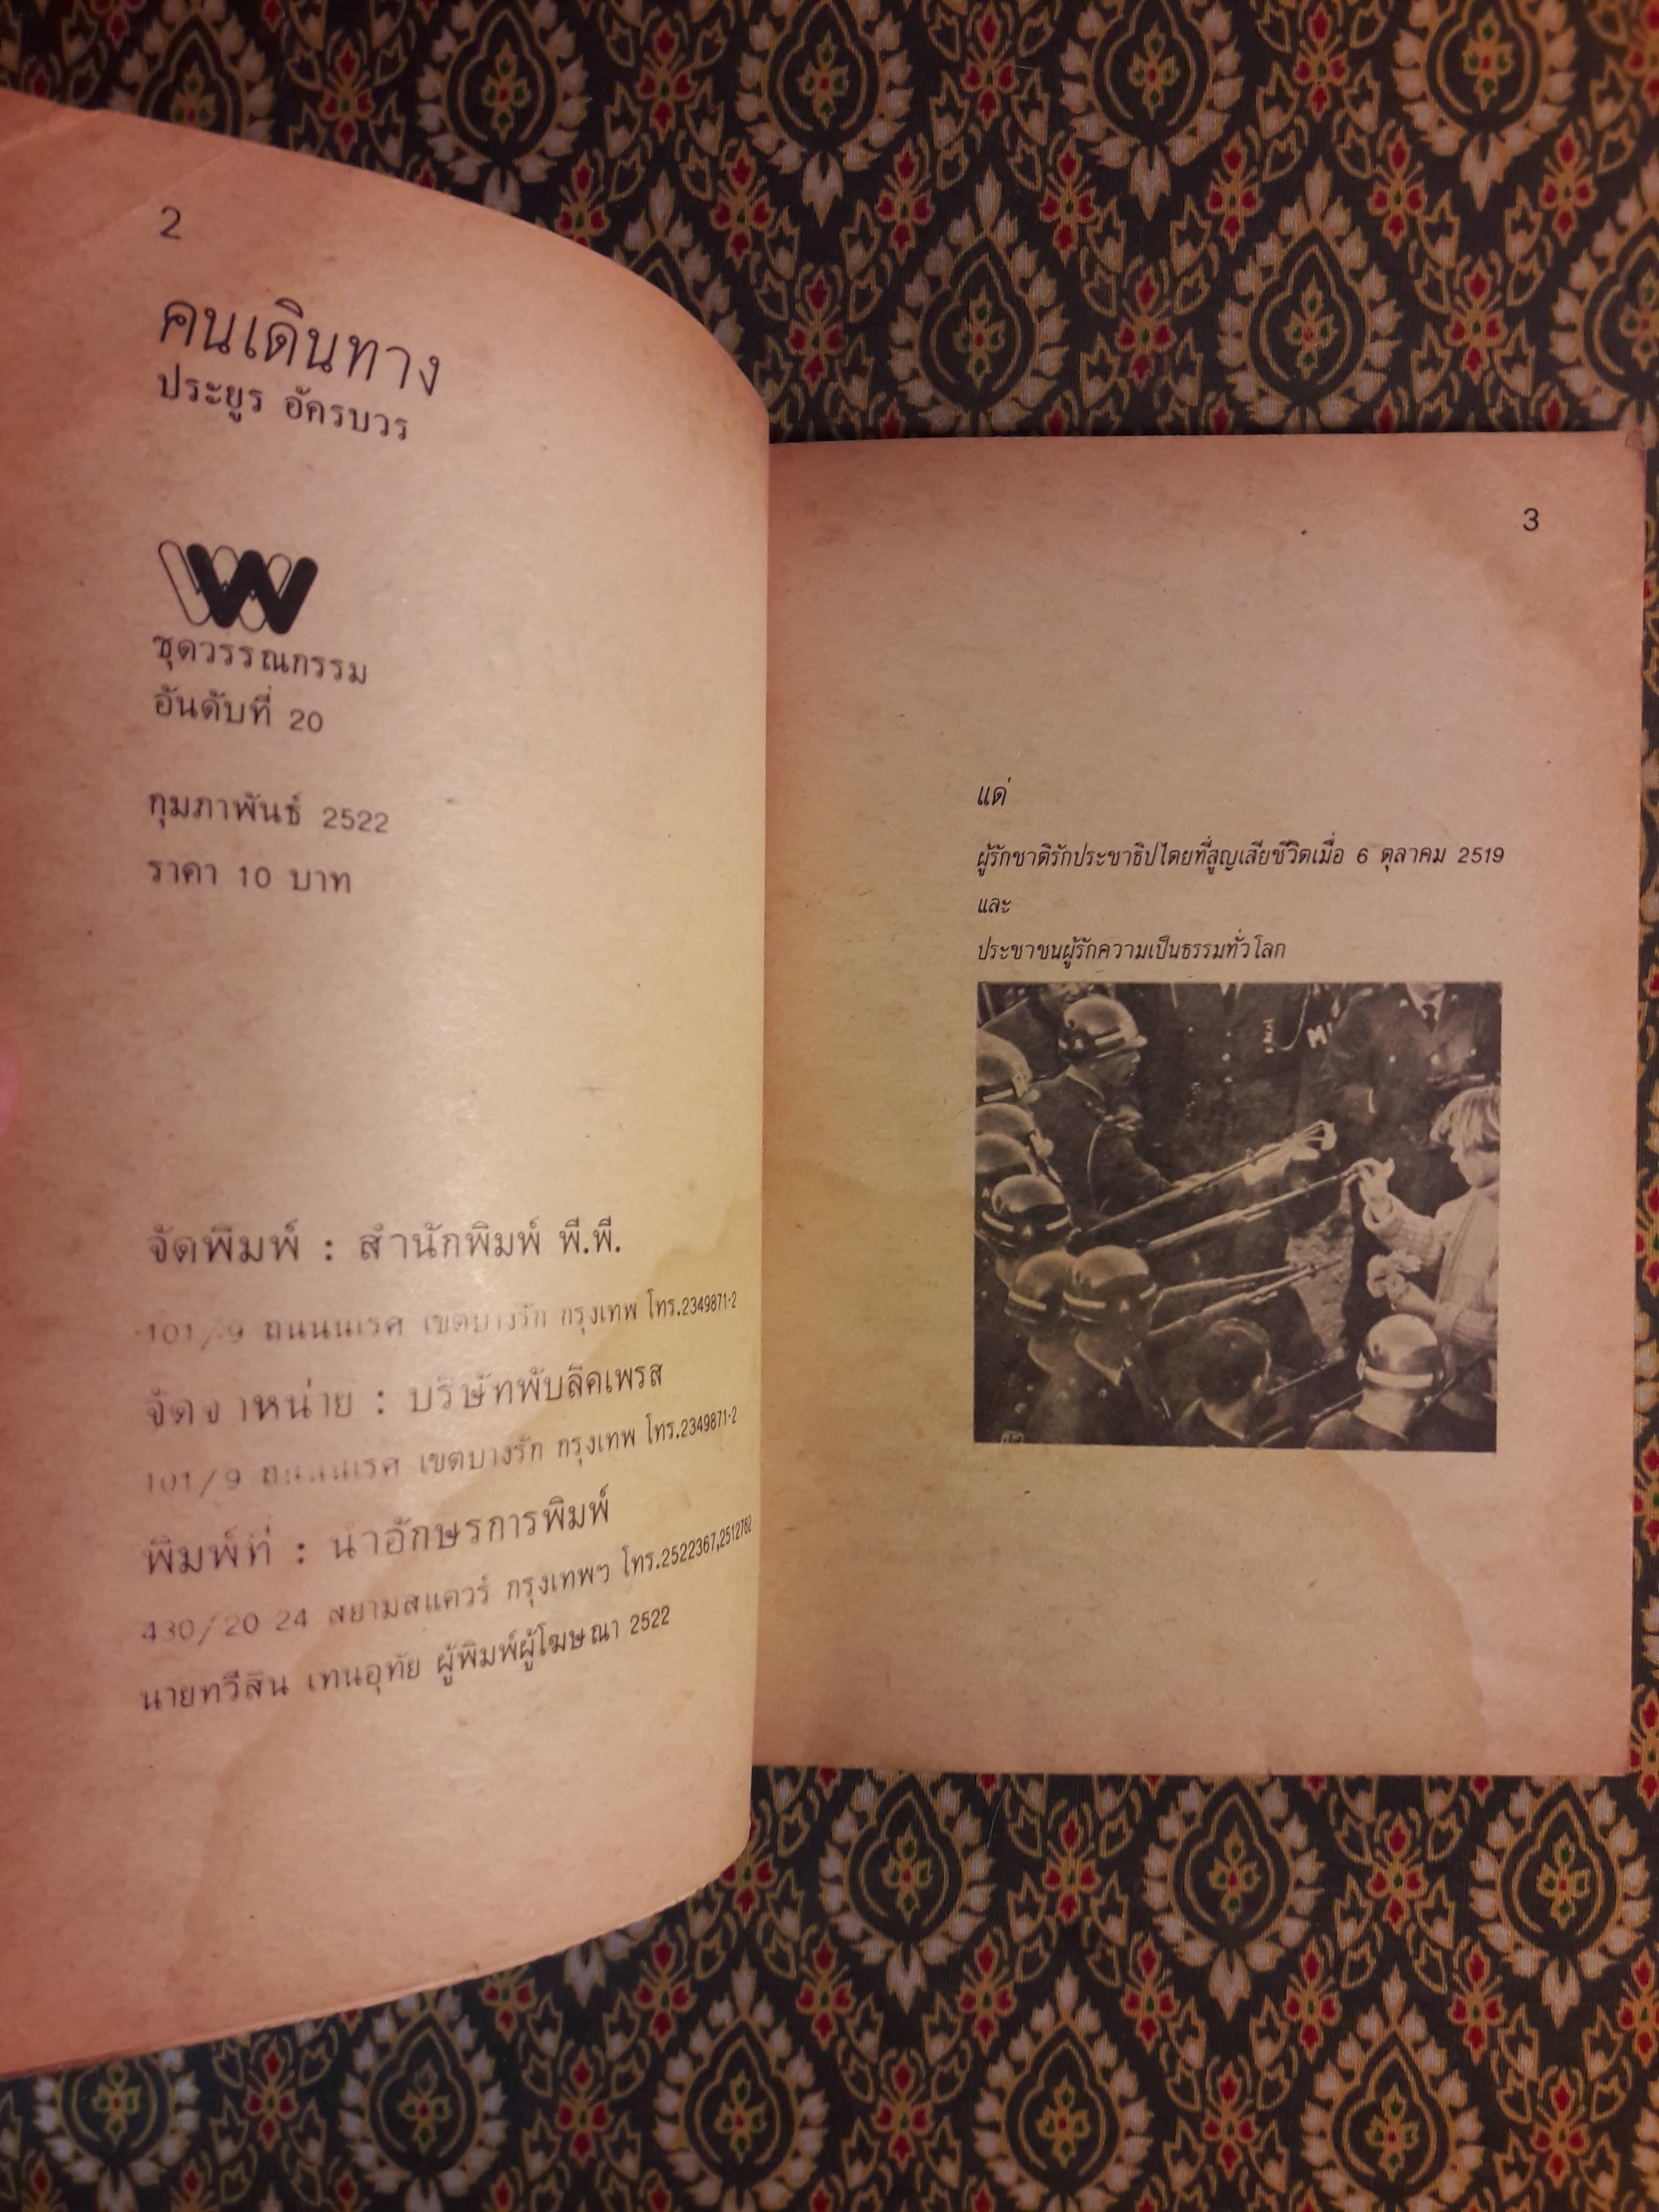 2
คนเดินทาง
ประยูร อัครบวร
W
ชุดวรรณกรรม
อันดับที่ 20
กุมภาพันธ์ 2522
ราคา 10 บาท
จัดพิมพ์ : สำนักพิมพ์ พี.พี.
101/9 ถนนนเรศ เขตบางรัก กรุงเทพ โทร.2349871-2
จัดจำหน่าย : บริษัทพับลิคเพรส
101/9 ถนนนเรศ เขตบางรัก กรุงเทพ โทร.2349871-2
พิมพ์ที่ : นำอักษรการพิมพ์
430/20 24 สยามสแควร์ กรุงเทพฯ โทร.2522367,2512762
นายทวีสิน เทนอุทัย ผู้พิมพ์ผู้โฆษณา 2522
3
แด่
ผู้รักชาติรักประชาธิปไตยที่สูญเสียชีวิตเมื่อ 6 ตุลาคม 2519
และ
ประชาชนผู้รักความเป็นธรรมทั่วโลก